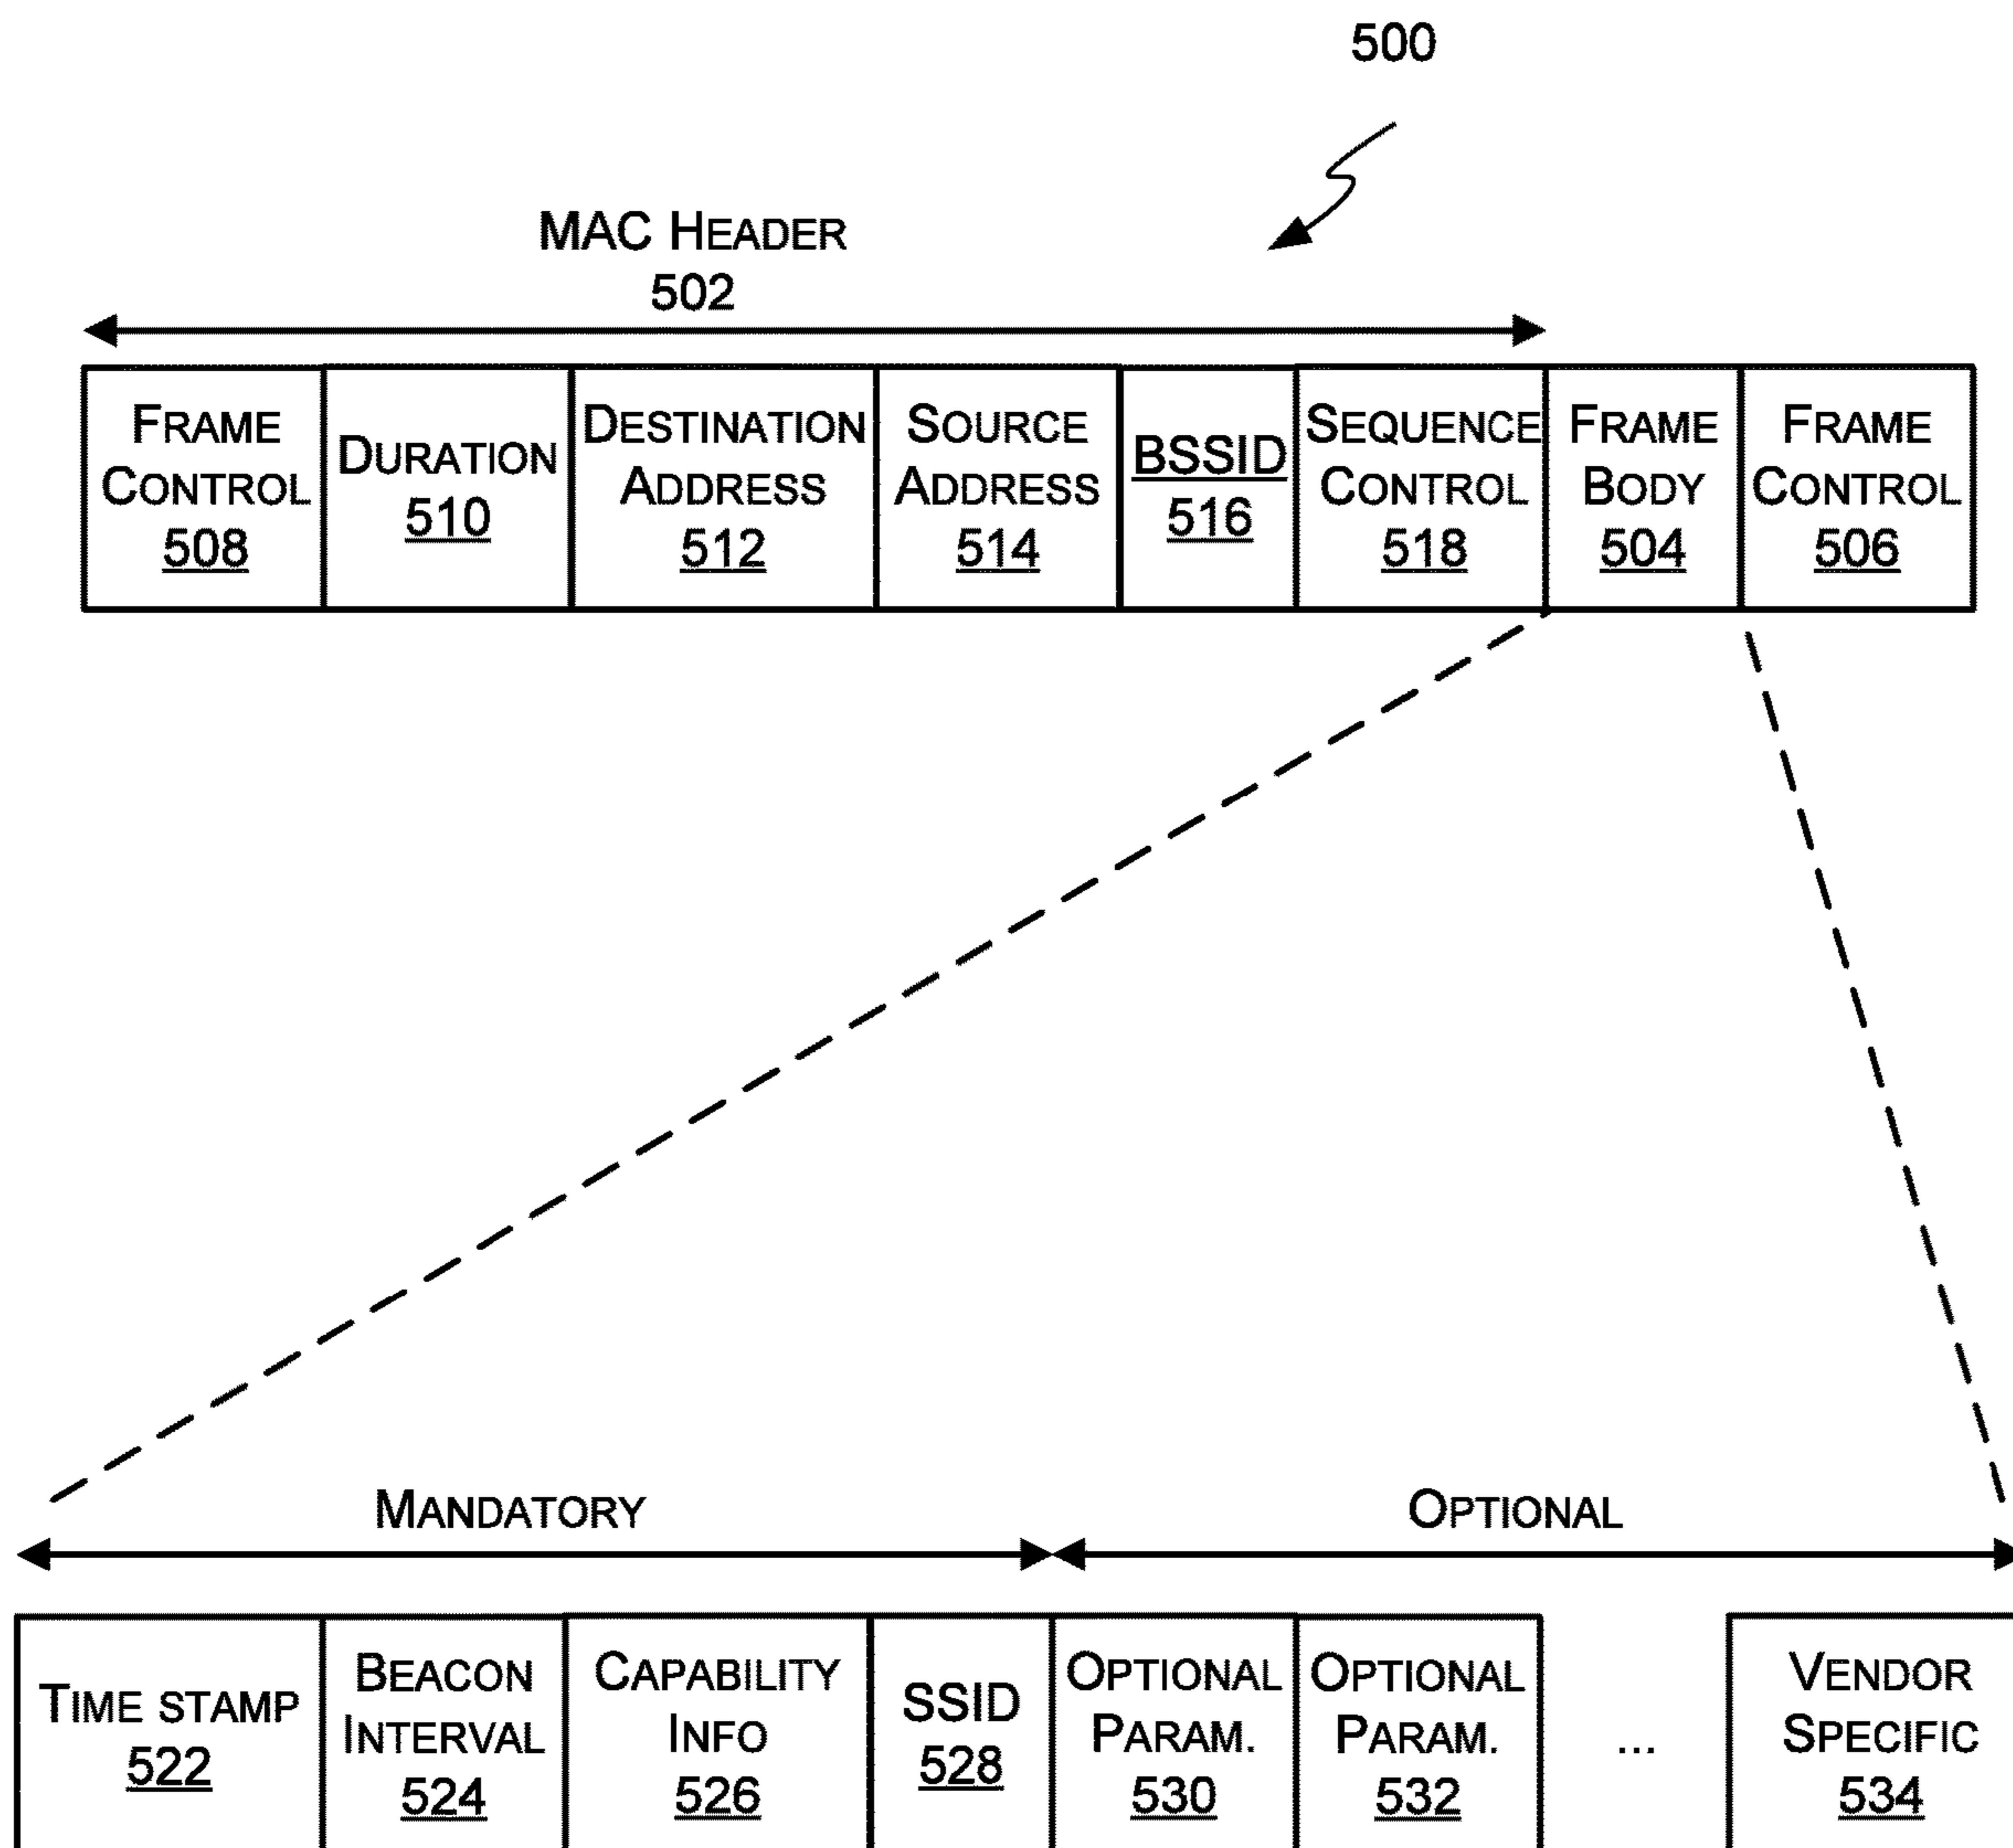 500
MAC HEADER
502
FRAME CONTROL 508
DURATION 510
DESTINATION ADDRESS 512
SOURCE ADDRESS 514
BSSID 516
SEQUENCE CONTROL 518
FRAME BODY 504
FRAME CONTROL 506
MANDATORY
OPTIONAL
TIME STAMP 522
BEACON INTERVAL 524
CAPABILITY INFO 526
SSID 528
OPTIONAL PARAM. 530
OPTIONAL PARAM. 532
...
VENDOR SPECIFIC 534